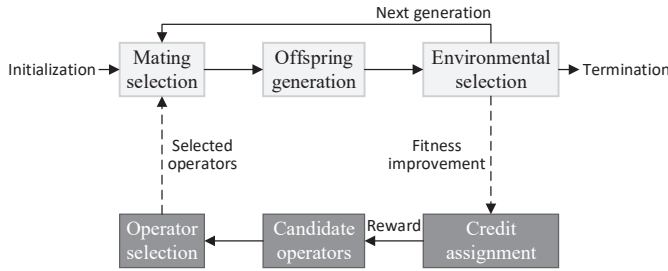 Next generation
Initialization
Mating
selection
Offspring
generation
Environmental
selection
Termination
Selected
operators
Fitness
improvement
Operator
selection
Candidate
operators
Reward
Credit
assignment